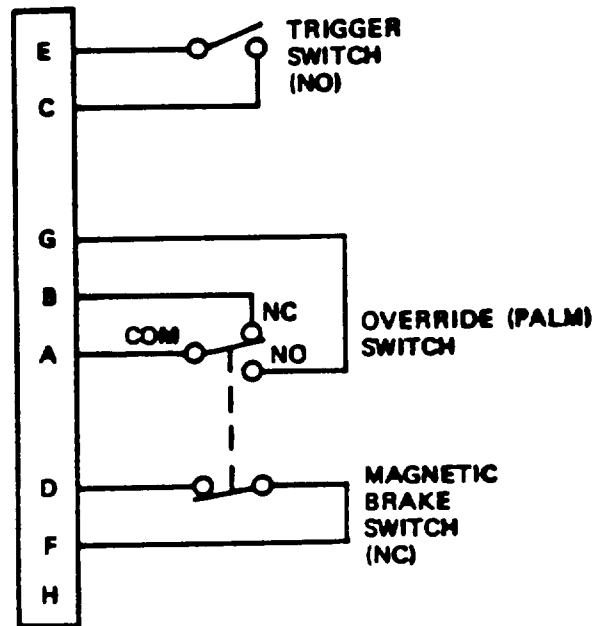 E
TRIGGER
SWITCH
(NO)
C
G
B
NC
COM
OVERRIDE (PALM)
SWITCH
A
NO
D
MAGNETIC
BRAKE
SWITCH
(NC)
F
H